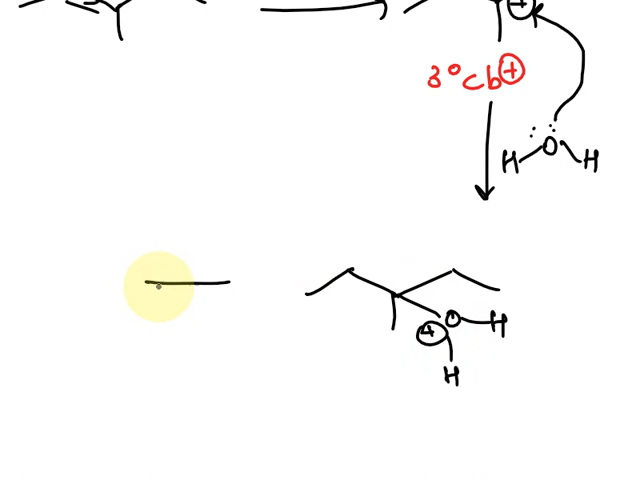 +
3° cb+
H O H
O H
+
H